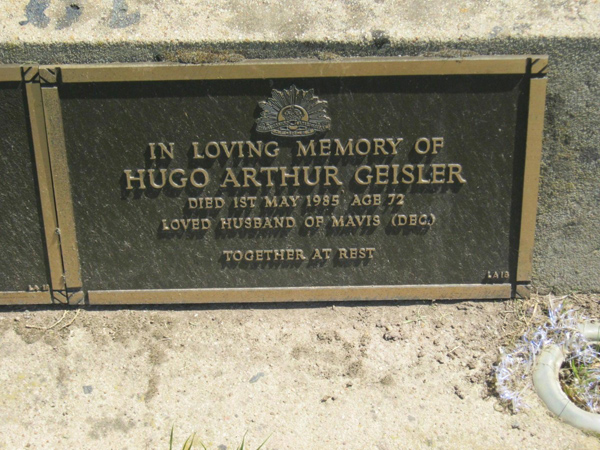 IN LOVING MEMORY OF
HUGO ARTHUR GEISLER
DIED 1ST MAY 1985 AGE 72
LOVED HUSBAND OF MAVIS (DEC.)
TOGETHER AT REST
LA13